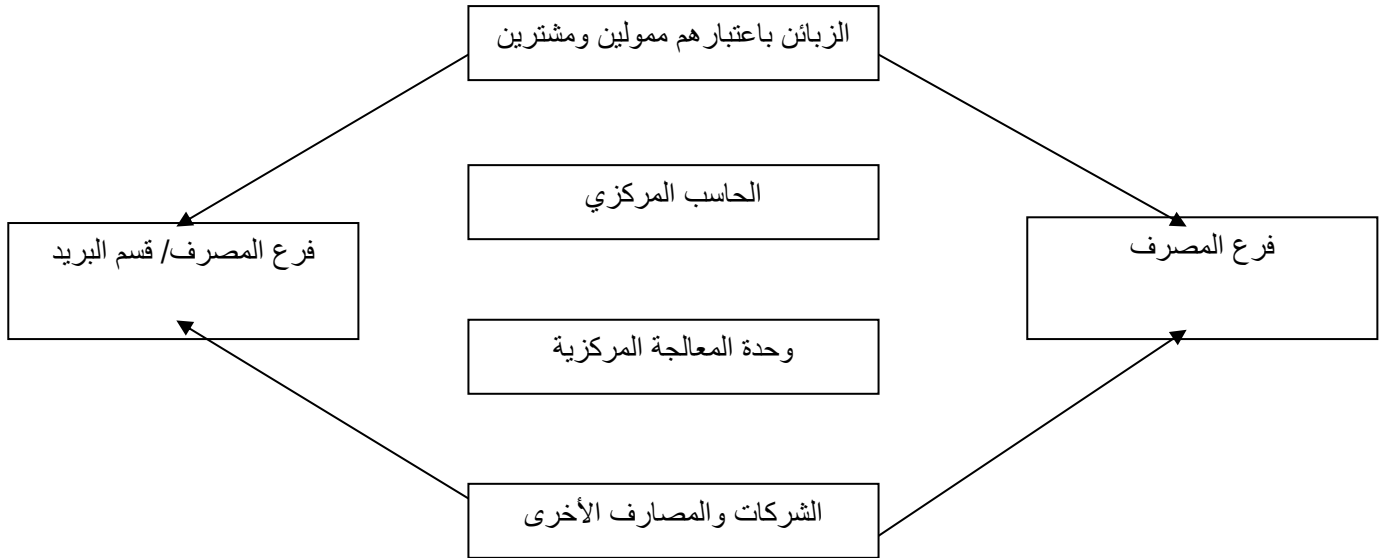 الزبائن باعتبارهم ممولين ومشترين
الحاسب المركزي
فرع المصرف
فرع المصرف/ قسم البريد
وحدة المعالجة المركزية
الشركات والمصارف الأخرى